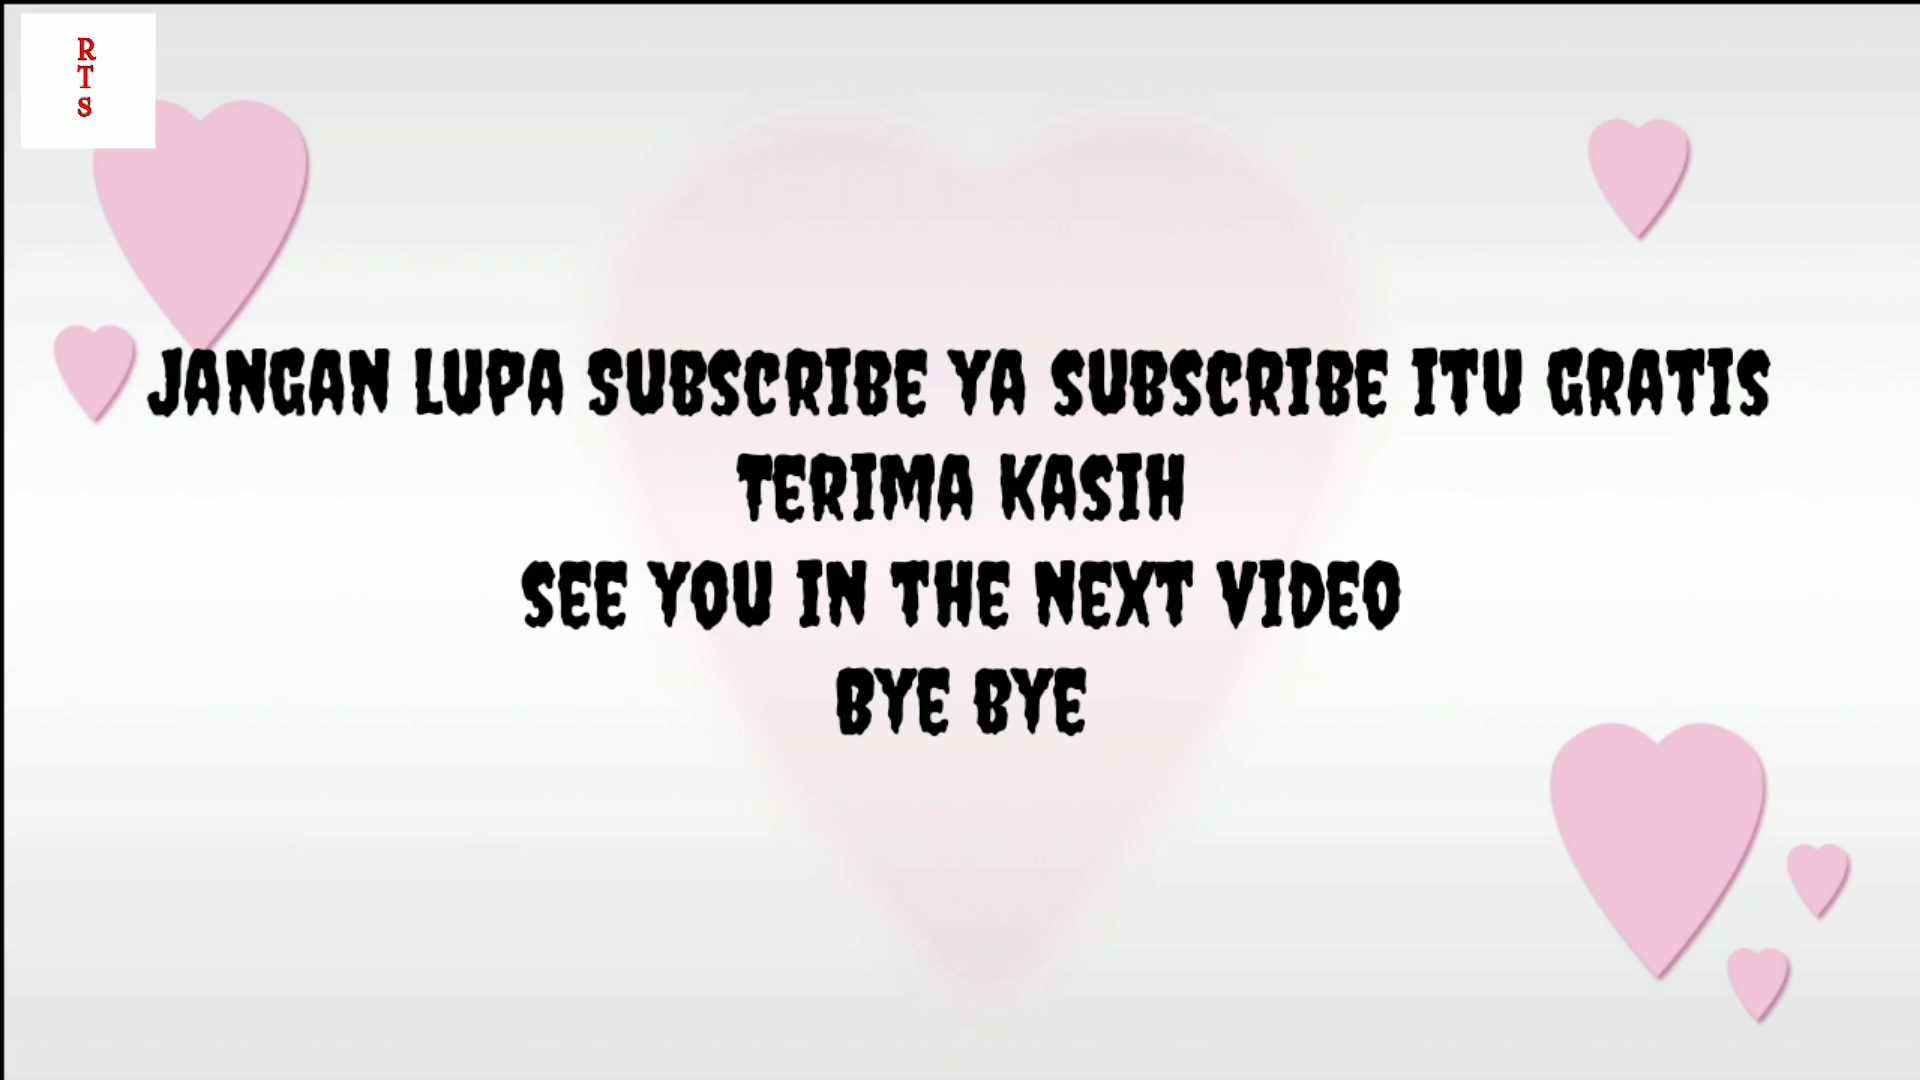 R
T
S
JANGAN LUPA SUBSCRIBE YA SUBSCRIBE ITU GRATIS
TERIMA KASIH
SEE YOU IN THE NEXT VIDEO
BYE BYE